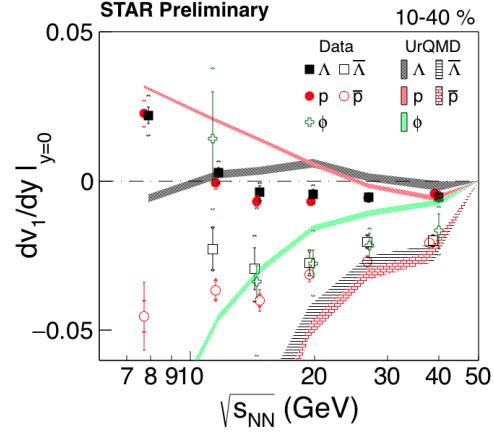 STAR Preliminary 10-40 %
0.05
Data UrQMD
Λ Λ̅ Λ Λ̅
p p̅ p p̅
ϕ ϕ
dv₁/dy |y=0
0
−0.05
7 8 9 10 20 30 40 50
√sNN (GeV)